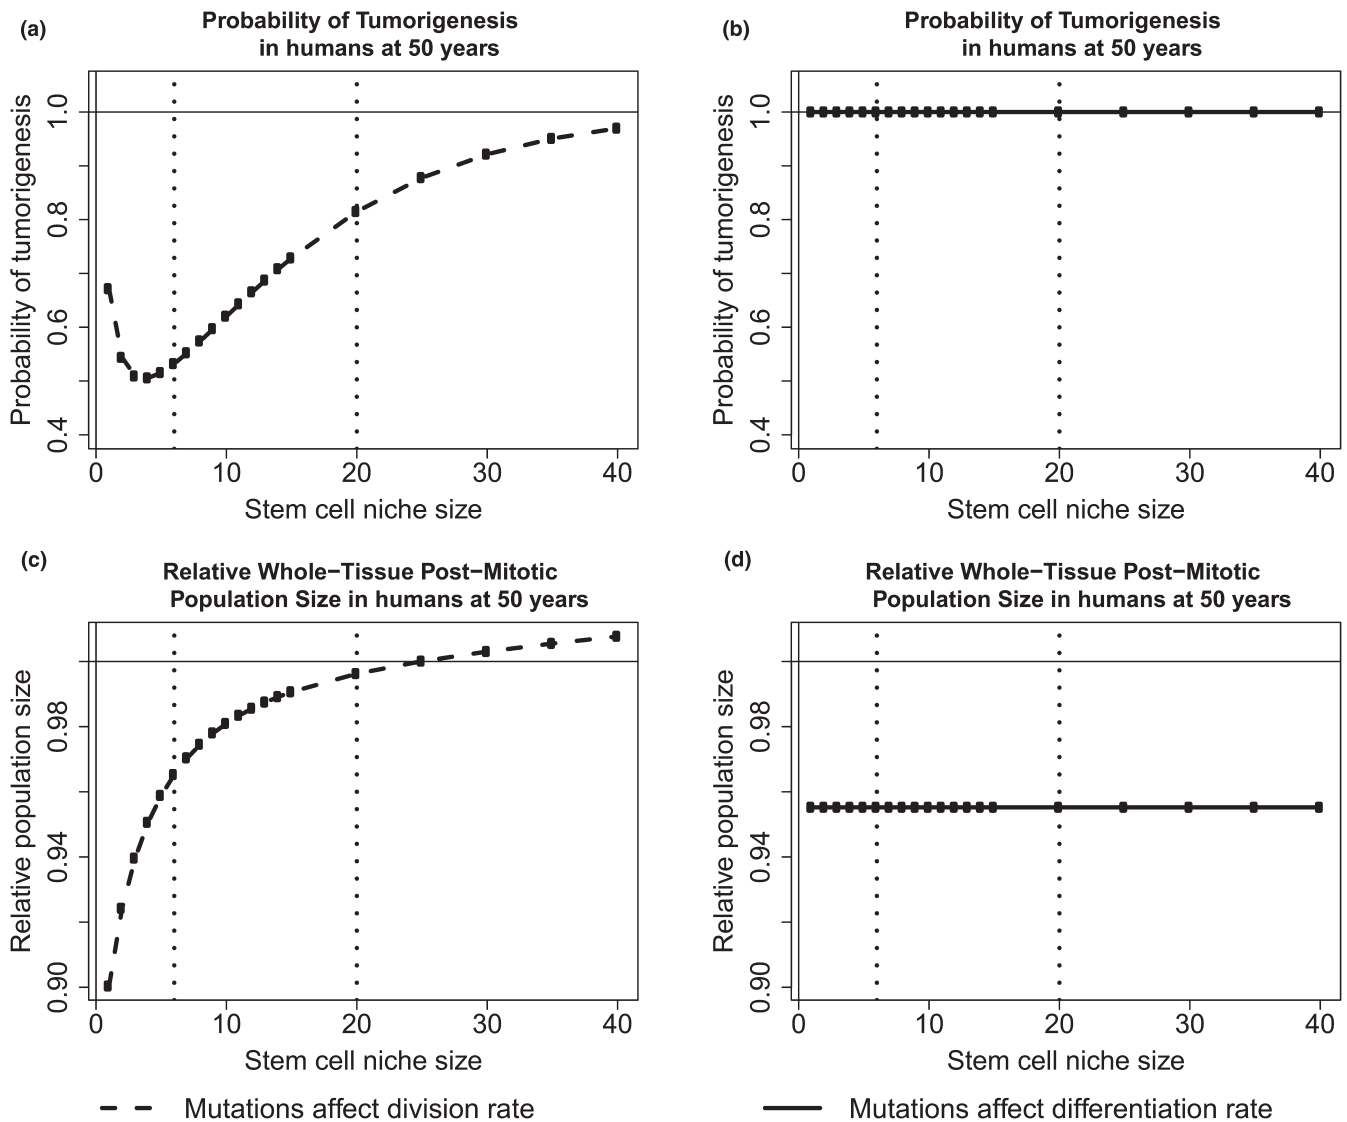 (a)
Probability of Tumorigenesis
in humans at 50 years
Probability of tumorigenesis
1.0
0.8
0.6
0.4
0 10 20 30 40
Stem cell niche size
(b)
Probability of Tumorigenesis
in humans at 50 years
Probability of tumorigenesis
1.0
0.8
0.6
0.4
0 10 20 30 40
Stem cell niche size
(c)
Relative Whole−Tissue Post−Mitotic
Population Size in humans at 50 years
Relative population size
0.98
0.94
0.90
0 10 20 30 40
Stem cell niche size
(d)
Relative Whole−Tissue Post−Mitotic
Population Size in humans at 50 years
Relative population size
0.98
0.94
0.90
0 10 20 30 40
Stem cell niche size
Mutations affect division rate
Mutations affect differentiation rate